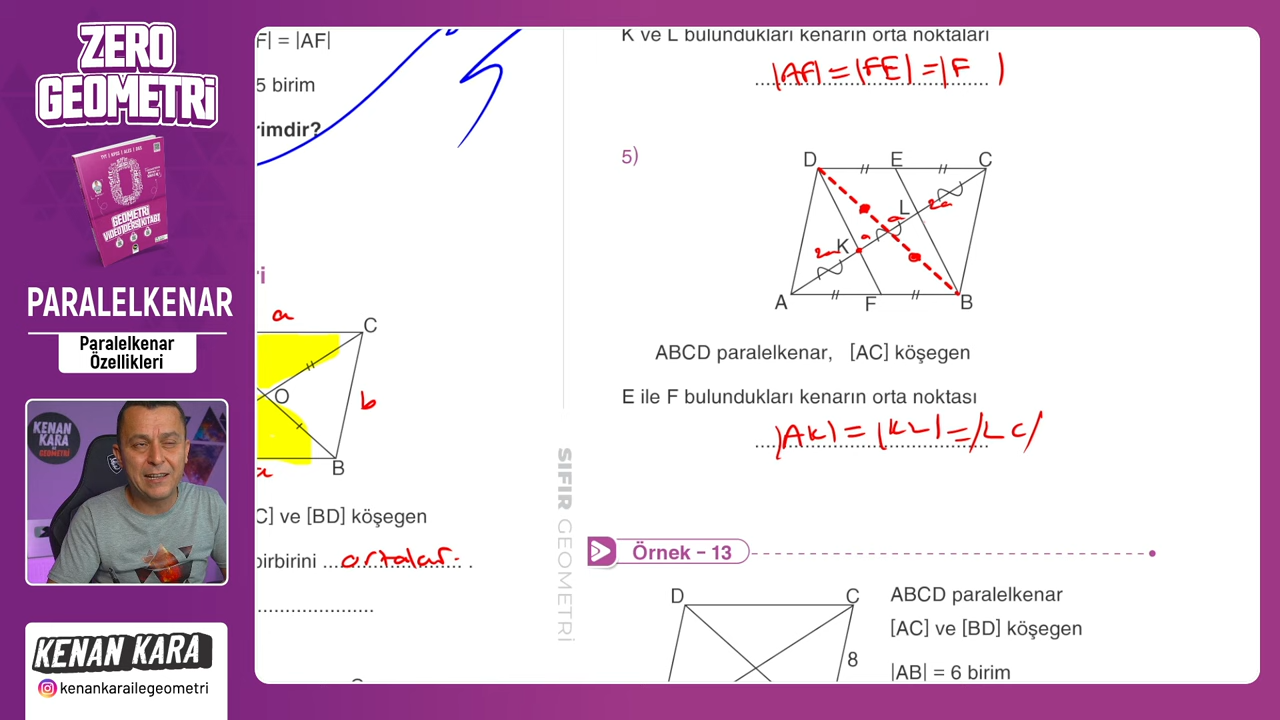 ZERO
GEOMETRİ
GEOMETRİ
VİDEO DERS KİTABI
PARALELKENAR
Paralelkenar
Özellikleri
KENAN
KARA
GEOMETRİ
KENAN KARA
kenankarailegeometri
F| = |AF|
5 birim
rimdir?
ri
a
C
O
b
a
B
C] ve [BD] köşegen
birbirini ortalar.
SIFIR GEOMETRİ
K ve L bulundukları kenarın orta noktaları
|AF| = |FE| = |F |
5)
D E C
L 2a
a
2a K a
A F B
ABCD paralelkenar, [AC] köşegen
E ile F bulundukları kenarın orta noktası
|AK| = |KL| = |LC|
Örnek – 13
D C
8
ABCD paralelkenar
[AC] ve [BD] köşegen
|AB| = 6 birim